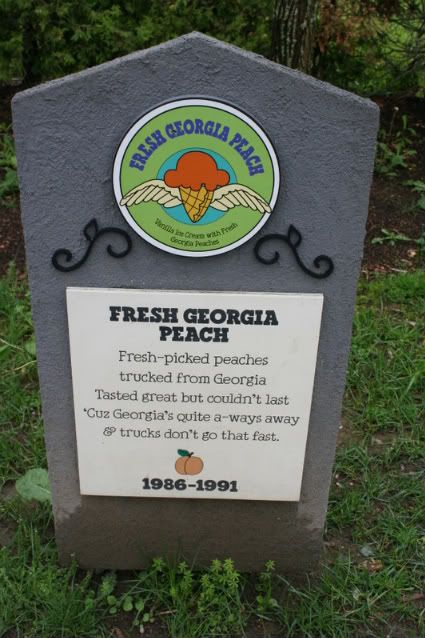 FRESH GEORGIA PEACH
Vanilla Ice Cream with Fresh
Georgia Peaches
FRESH GEORGIA
PEACH
Fresh-picked peaches
trucked from Georgia
Tasted great but couldn't last
'Cuz Georgia's quite a-ways away
& trucks don't go that fast.
1986-1991